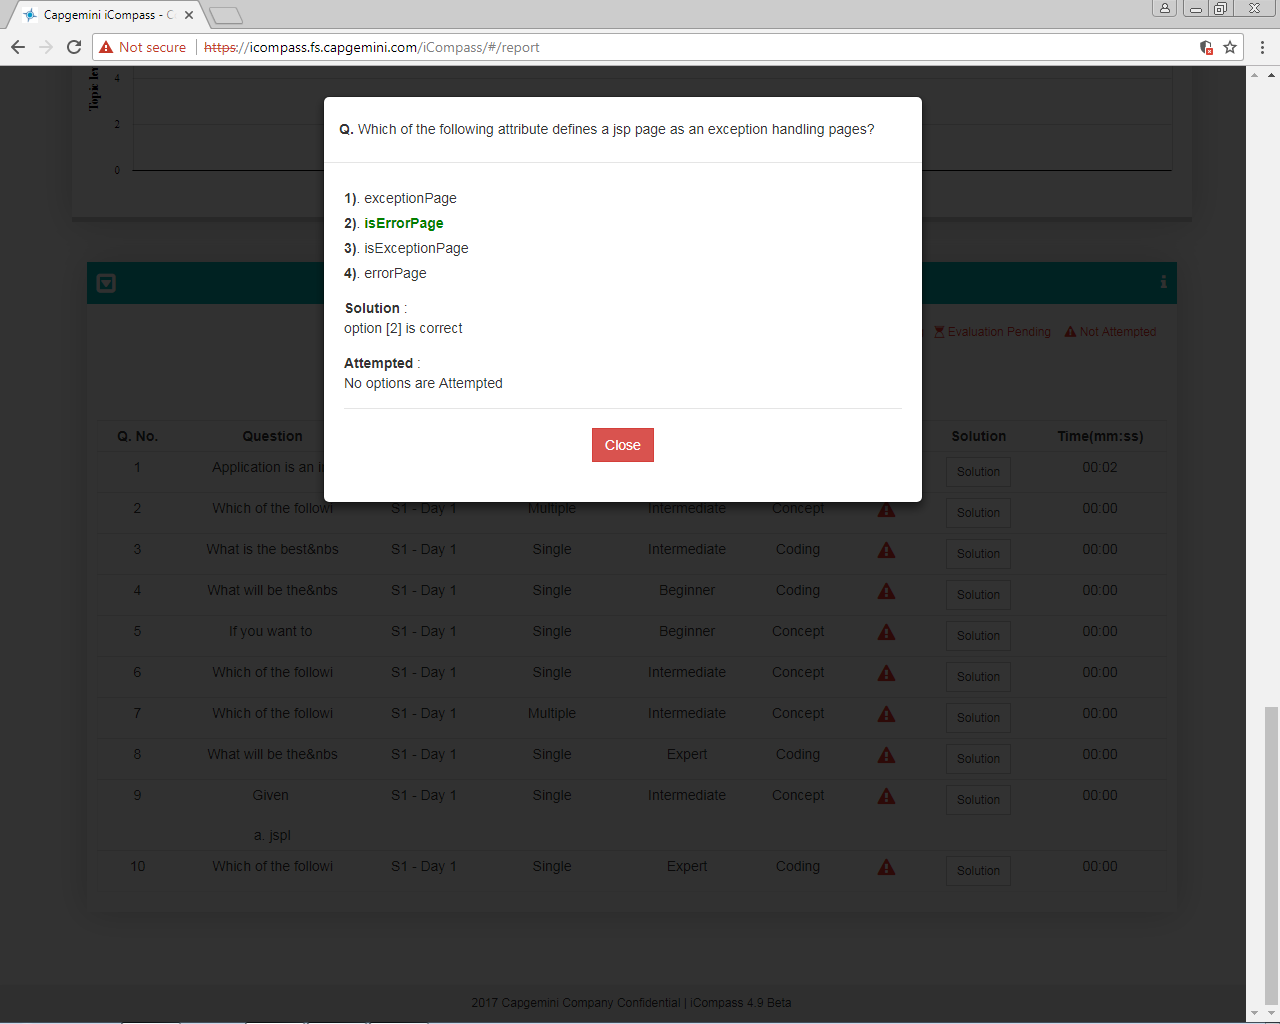 Capgemini iCompass - C
Not secure
https://icompass.fs.capgemini.com/iCompass/#/report
Topic lev
4
2
0
Q. Which of the following attribute defines a jsp page as an exception handling pages?
1). exceptionPage
2). isErrorPage
3). isExceptionPage
4). errorPage
Solution :
option [2] is correct
Attempted :
No options are Attempted
Close
Evaluation Pending Not Attempted
Q. No. Question Solution Time(mm:ss)
1 Application is an i Solution 00:02
2 Which of the followi S1 - Day 1 Multiple Intermediate Concept Solution 00:00
3 What is the best&nbs S1 - Day 1 Single Intermediate Coding Solution 00:00
4 What will be the&nbs S1 - Day 1 Single Beginner Coding Solution 00:00
5 If you want to S1 - Day 1 Single Beginner Concept Solution 00:00
6 Which of the followi S1 - Day 1 Single Intermediate Concept Solution 00:00
7 Which of the followi S1 - Day 1 Multiple Intermediate Concept Solution 00:00
8 What will be the&nbs S1 - Day 1 Single Expert Coding Solution 00:00
9 Given S1 - Day 1 Single Intermediate Concept Solution 00:00
a. jspl
10 Which of the followi S1 - Day 1 Single Expert Coding Solution 00:00
2017 Capgemini Company Confidential | iCompass 4.9 Beta